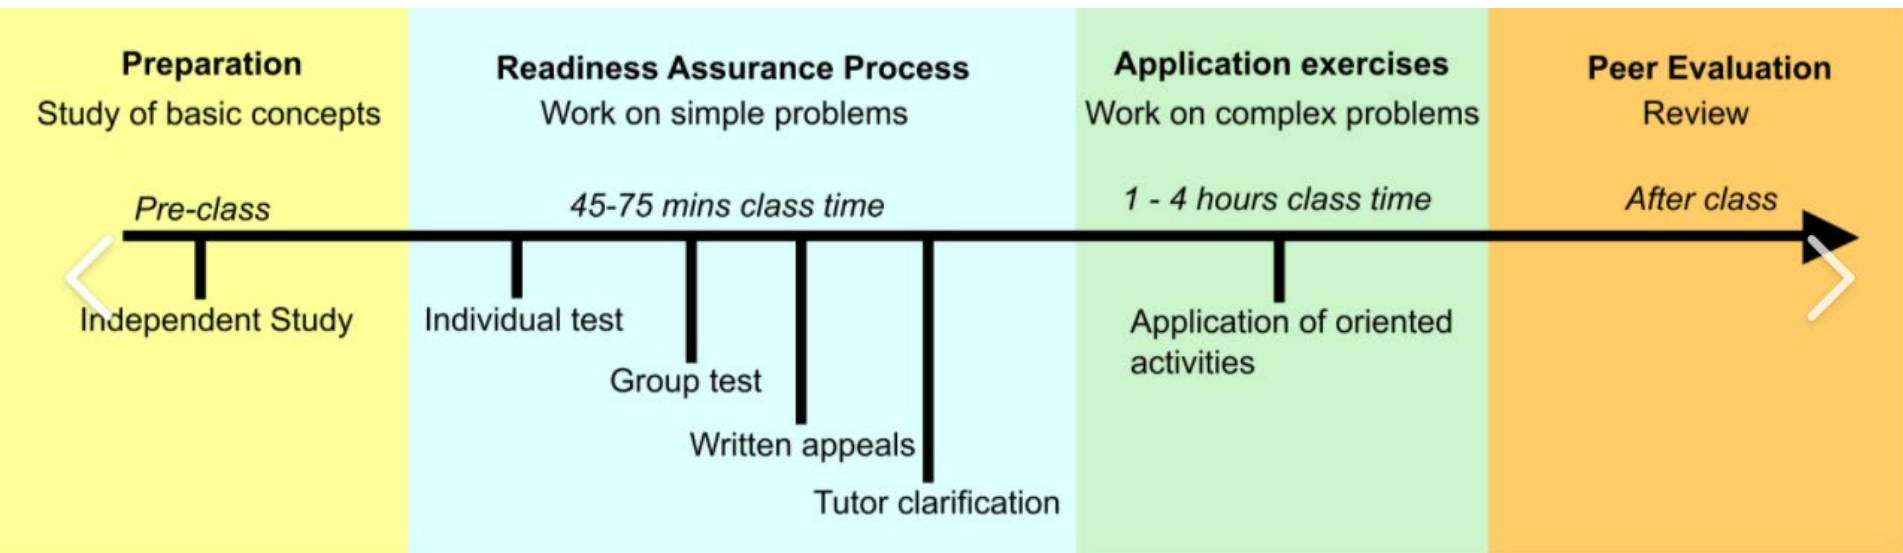 Preparation
Study of basic concepts
Pre-class
Independent Study
Readiness Assurance Process
Work on simple problems
45-75 mins class time
Individual test
Group test
Written appeals
Tutor clarification
Application exercises
Work on complex problems
1 - 4 hours class time
Application of oriented
activities
Peer Evaluation
Review
After class